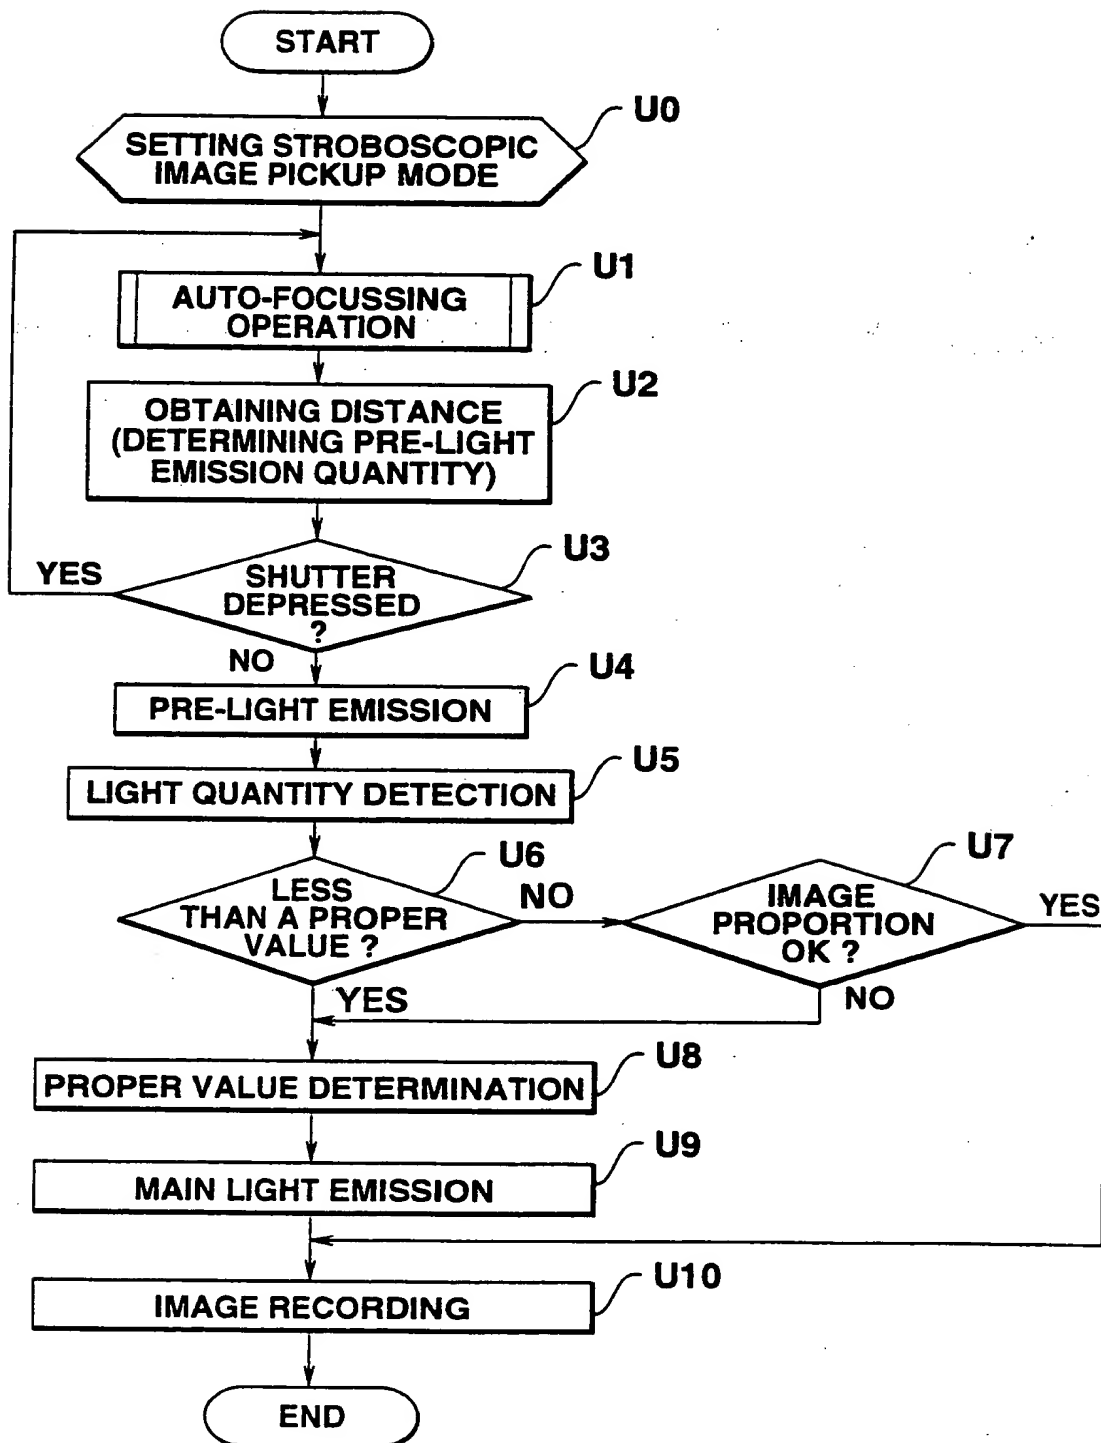 START
U0
SETTING STROBOSCOPIC
IMAGE PICKUP MODE
U1
AUTO-FOCUSSING
OPERATION
U2
OBTAINING DISTANCE
(DETERMINING PRE-LIGHT
EMISSION QUANTITY)
U3
YES
SHUTTER
DEPRESSED
?
NO
U4
PRE-LIGHT EMISSION
U5
LIGHT QUANTITY DETECTION
U6
LESS
THAN A PROPER
VALUE ?
NO
U7
IMAGE
PROPORTION
OK ?
YES
YES
NO
U8
PROPER VALUE DETERMINATION
U9
MAIN LIGHT EMISSION
U10
IMAGE RECORDING
END